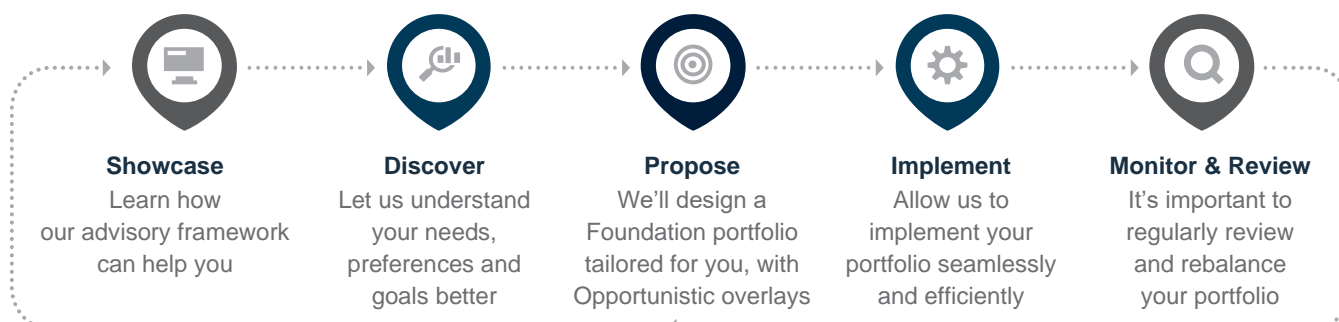 Showcase
Learn how
our advisory framework
can help you
Discover
Let us understand
your needs,
preferences and
goals better
Propose
We'll design a
Foundation portfolio
tailored for you, with
Opportunistic overlays
Implement
Allow us to
implement your
portfolio seamlessly
and efficiently
Monitor & Review
It's important to
regularly review
and rebalance
your portfolio